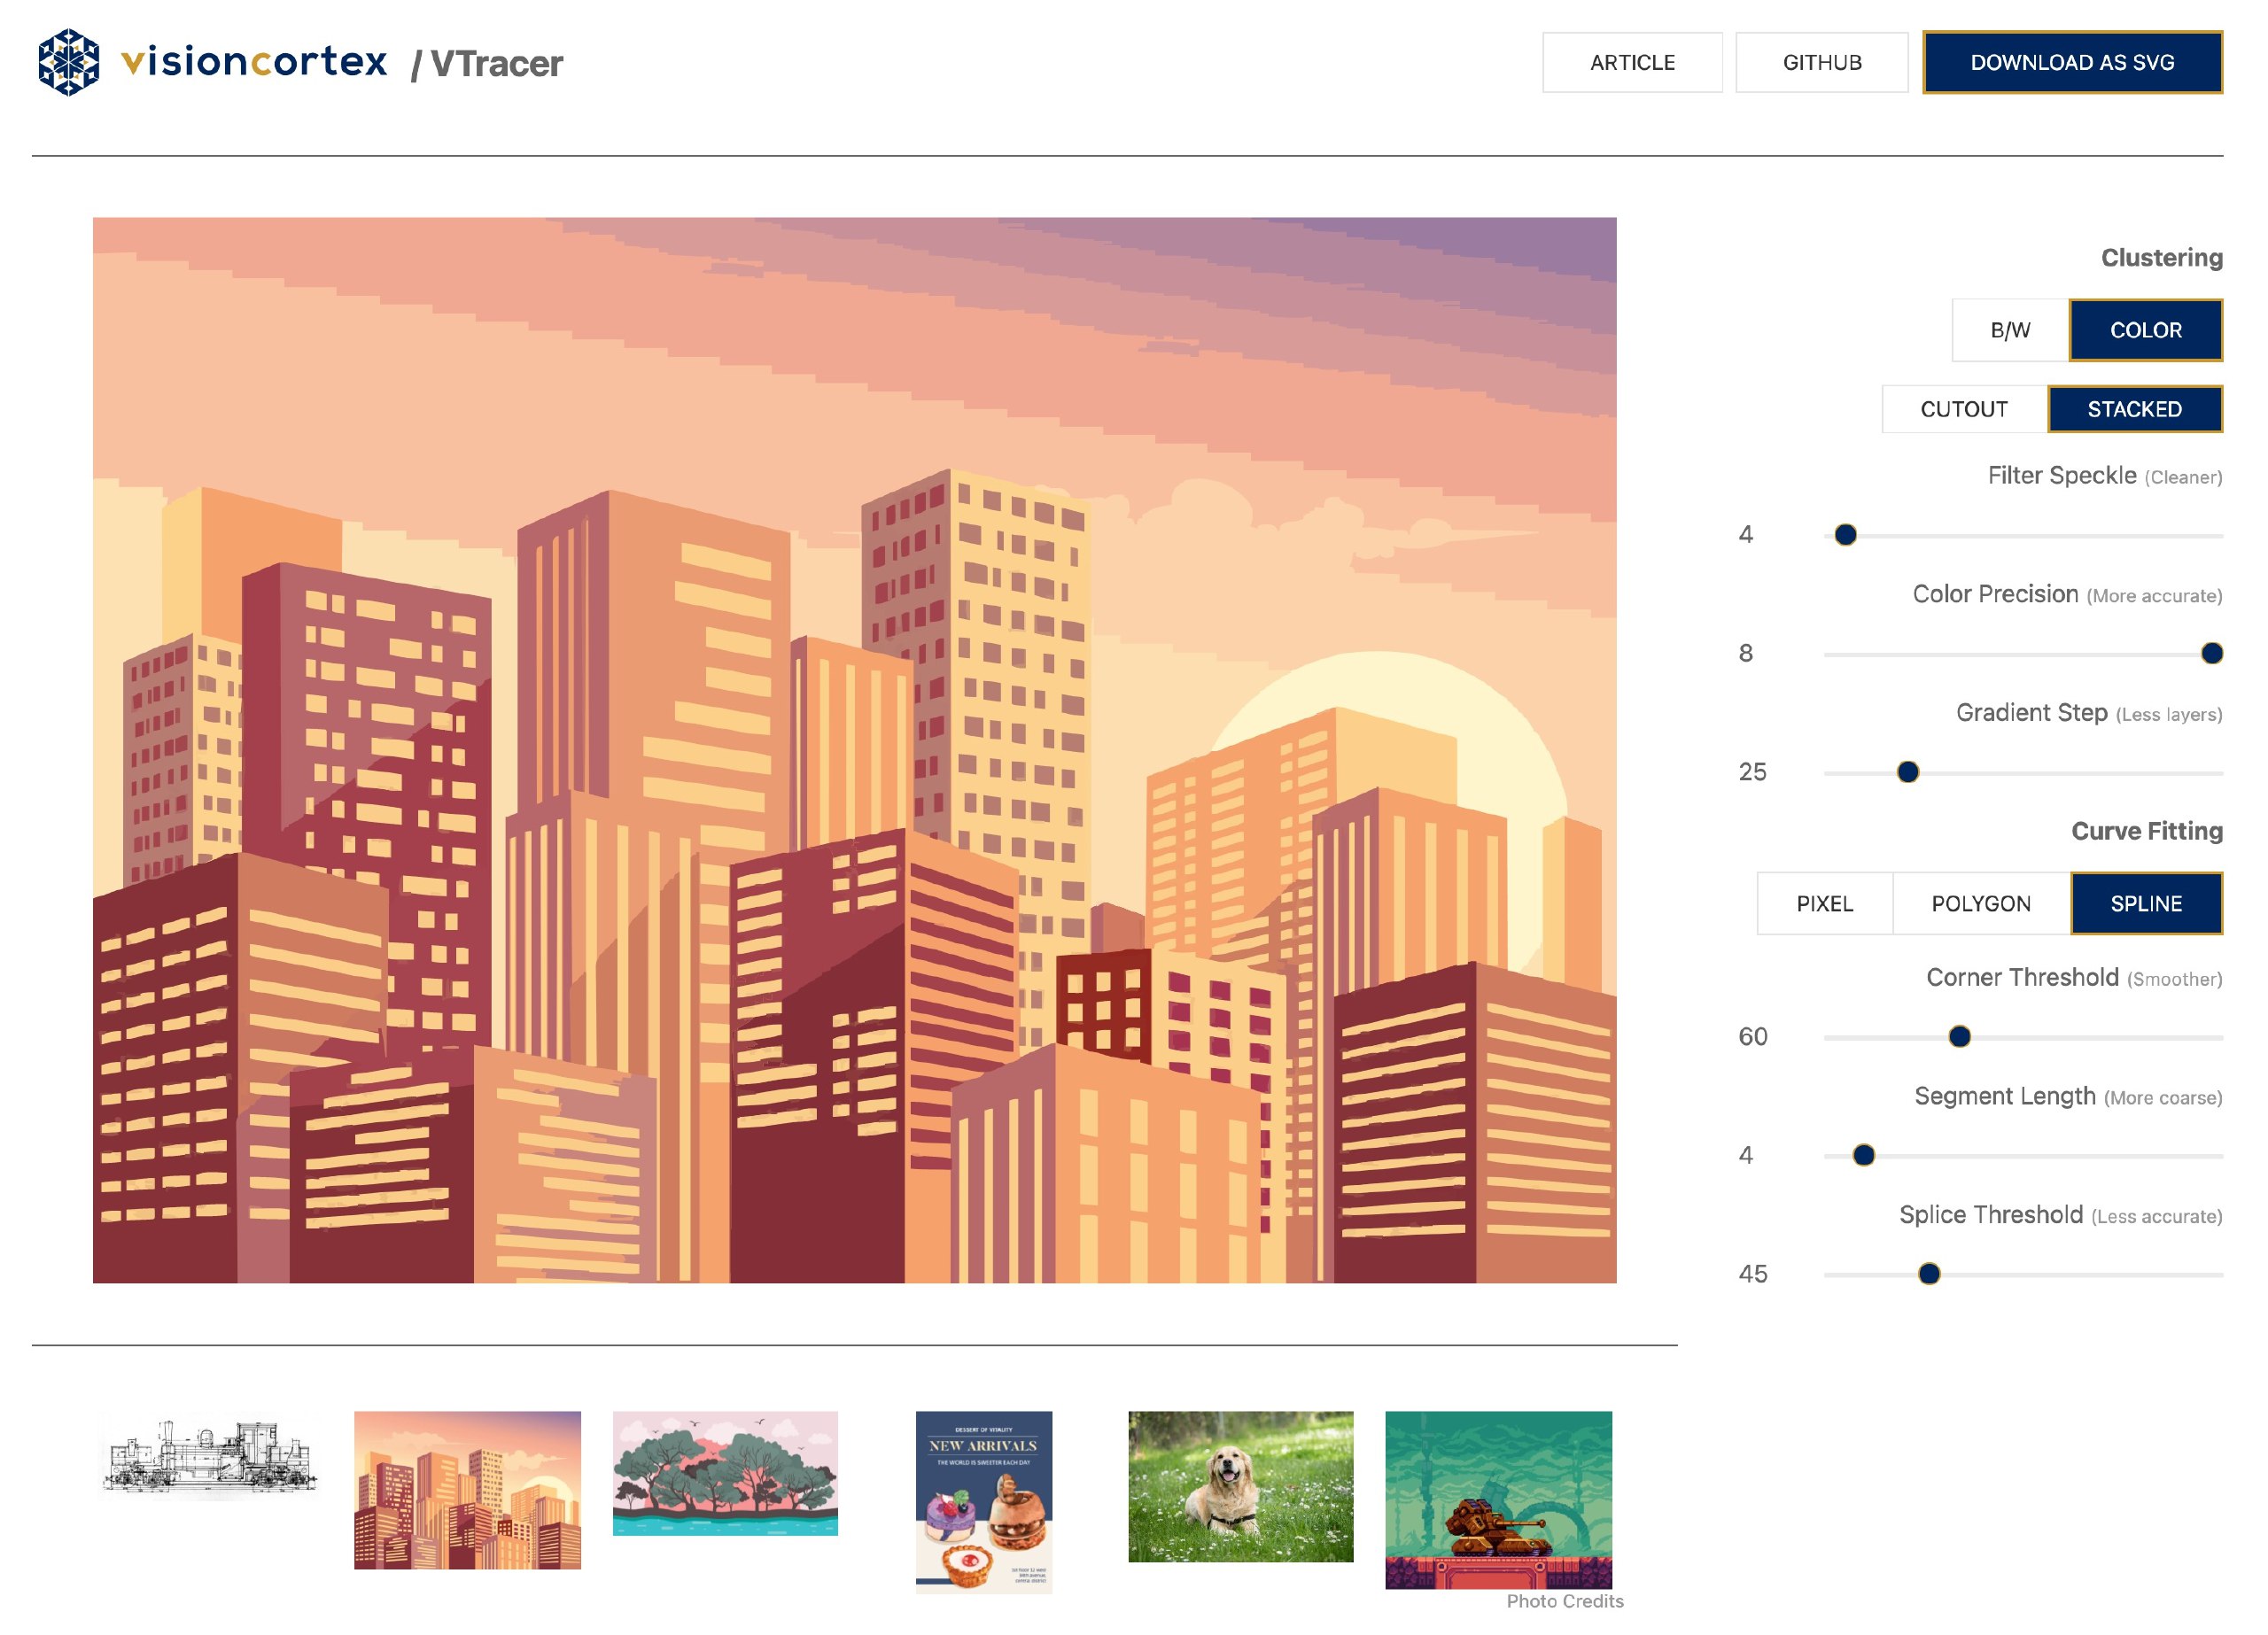 visioncortex / VTracer
ARTICLE
GITHUB
DOWNLOAD AS SVG
Clustering
B/W
COLOR
CUTOUT
STACKED
Filter Speckle (Cleaner)
4
Color Precision (More accurate)
8
Gradient Step (Less layers)
25
Curve Fitting
PIXEL
POLYGON
SPLINE
Corner Threshold (Smoother)
60
Segment Length (More coarse)
4
Splice Threshold (Less accurate)
45
DESSERT OF VITALITY
NEW ARRIVALS
THE WORLD IS SWEETER EACH DAY
Photo Credits